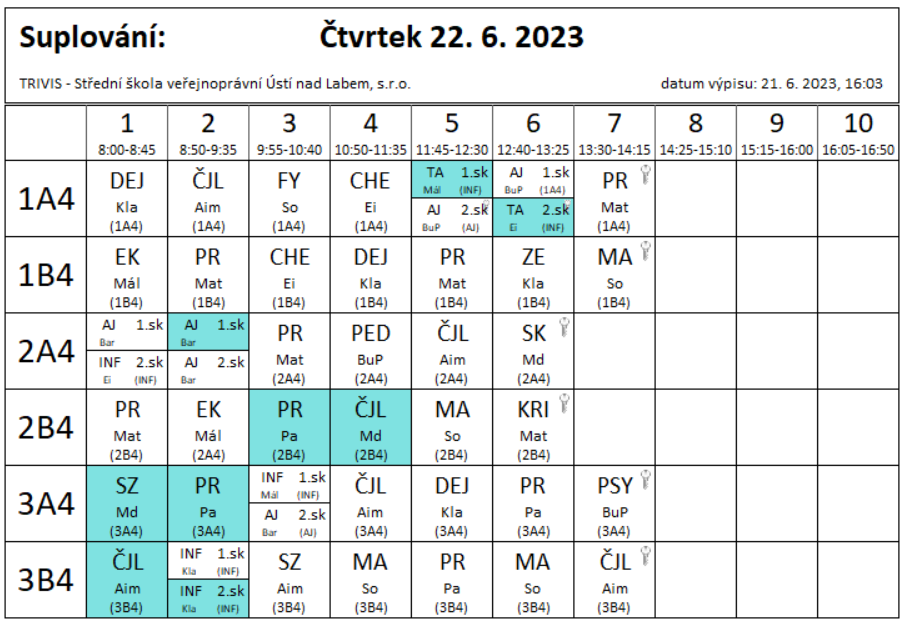 Suplování: Čtvrtek 22. 6. 2023
TRIVIS - Střední škola veřejnoprávní Ústí nad Labem, s.r.o. datum výpisu: 21. 6. 2023, 16:03
1 2 3 4 5 6 7 8 9 10
8:00-8:45 8:50-9:35 9:55-10:40 10:50-11:35 11:45-12:30 12:40-13:25 13:30-14:15 14:25-15:10 15:15-16:00 16:05-16:50
1A4
DEJ
Kla
(1A4)
ČJL
Aim
(1A4)
FY
So
(1A4)
CHE
Ei
(1A4)
TA 1.sk
Mál (INF)
AJ 2.sk
BuP (AJ)
AJ 1.sk
BuP (1A4)
TA 2.sk
Ei (INF)
PR
Mat
(1A4)
1B4
EK
Mál
(1B4)
PR
Mat
(1B4)
CHE
Ei
(1B4)
DEJ
Kla
(1B4)
PR
Mat
(1B4)
ZE
Kla
(1B4)
MA
So
(1B4)
2A4
AJ 1.sk
Bar
INF 2.sk
Ei (INF)
AJ 1.sk
Bar
AJ 2.sk
Bar
PR
Mat
(2A4)
PED
BuP
(2A4)
ČJL
Aim
(2A4)
SK
Md
(2A4)
2B4
PR
Mat
(2B4)
EK
Mál
(2A4)
PR
Pa
(2B4)
ČJL
Md
(2B4)
MA
So
(2B4)
KRI
Mat
(2B4)
3A4
SZ
Md
(3A4)
PR
Pa
(3A4)
INF 1.sk
Mál (INF)
AJ 2.sk
Bar (AJ)
ČJL
Aim
(3A4)
DEJ
Kla
(3A4)
PR
Pa
(3A4)
PSY
BuP
(3A4)
3B4
ČJL
Aim
(3B4)
INF 1.sk
Kla (INF)
INF 2.sk
Kla (INF)
SZ
Aim
(3B4)
MA
So
(3B4)
PR
Pa
(3B4)
MA
So
(3B4)
ČJL
Aim
(3B4)